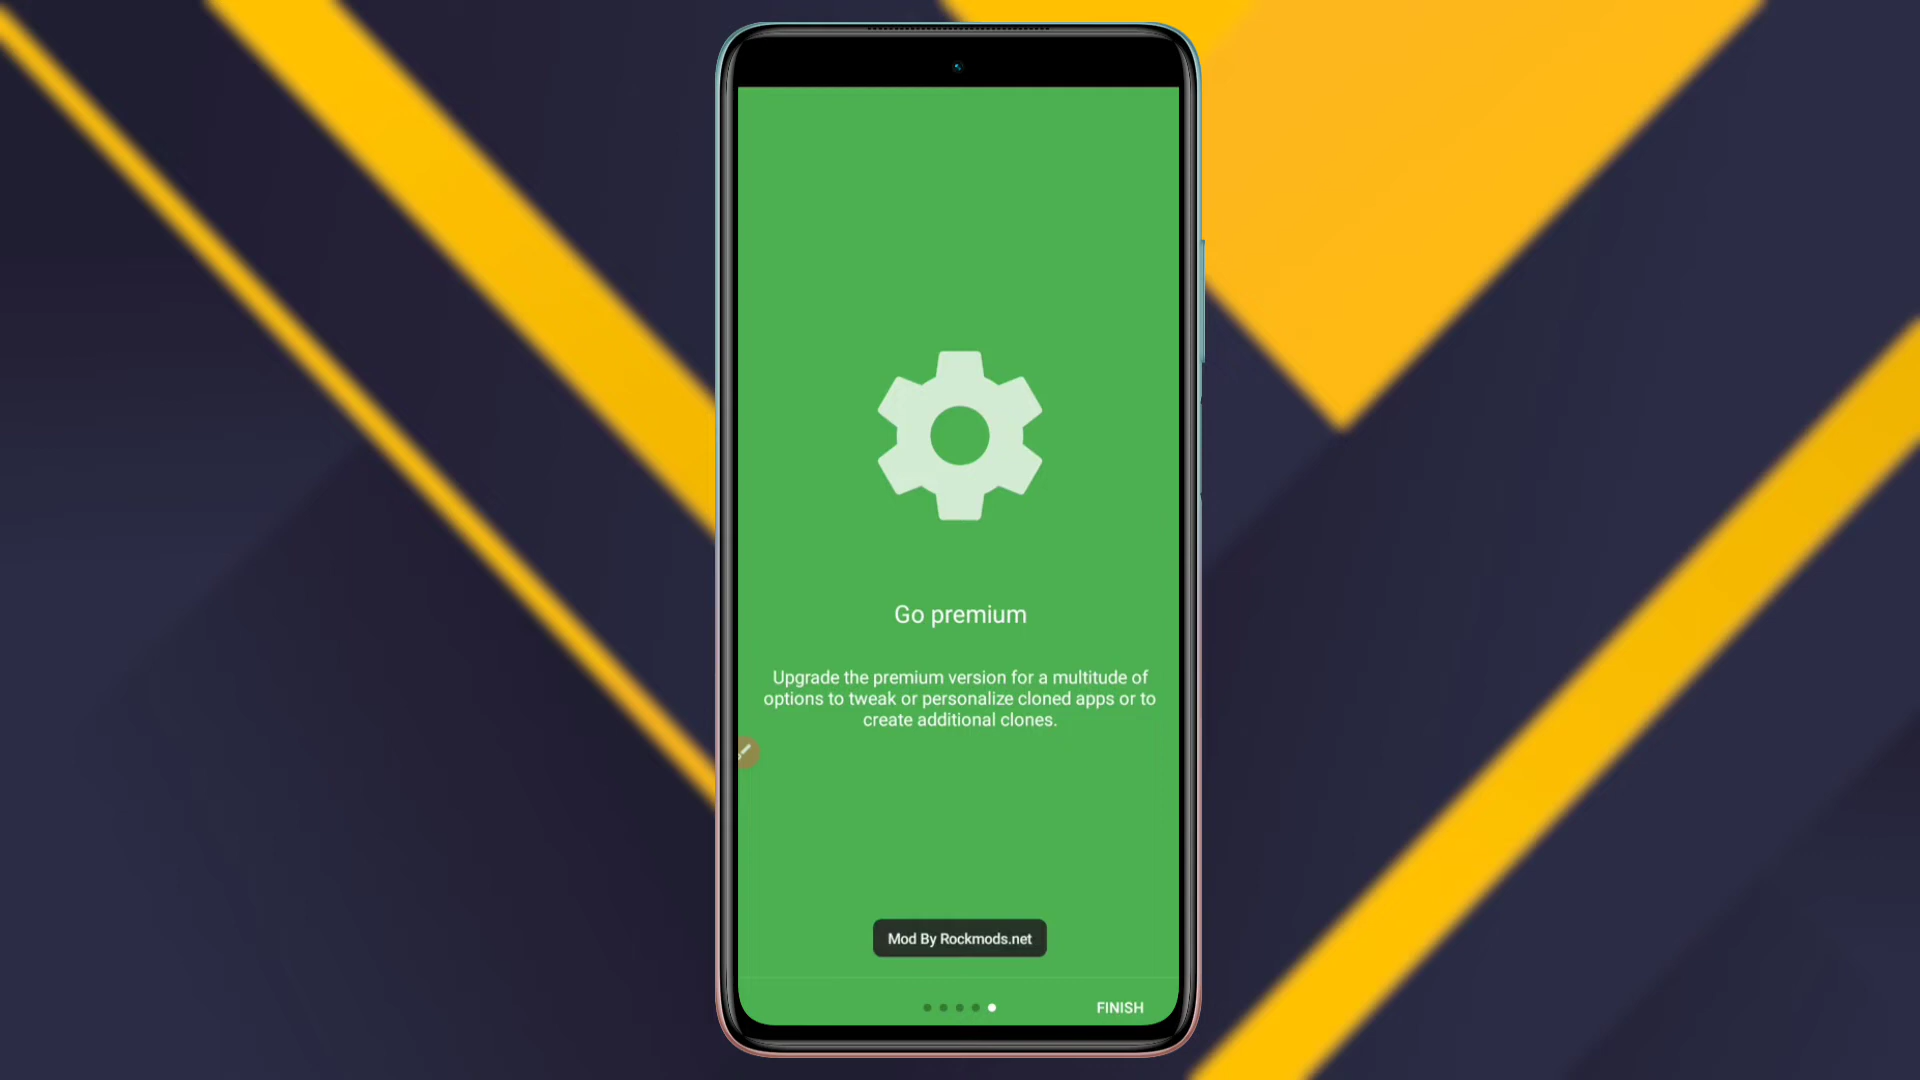 Go premium
Upgrade the premium version for a multitude of
options to tweak or personalize cloned apps or to
create additional clones.
Mod By Rockmods.net
FINISH